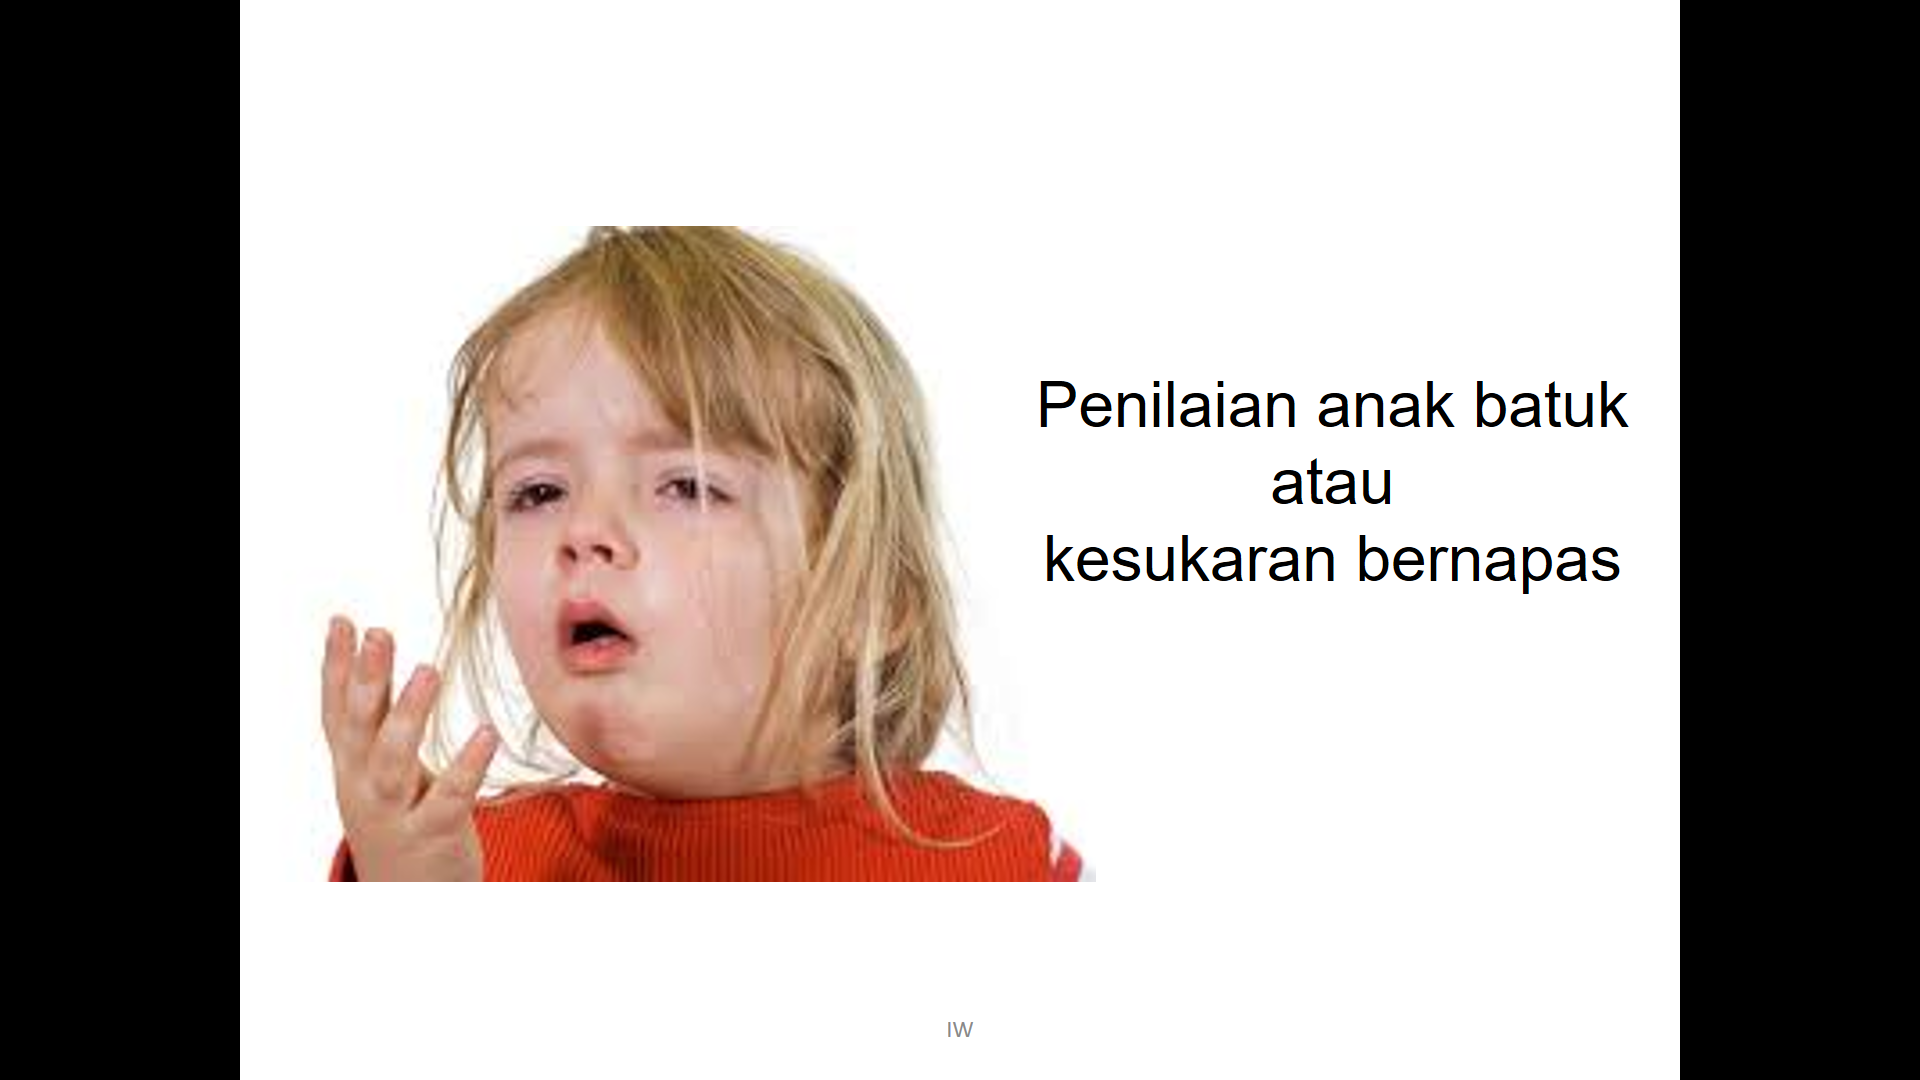 Penilaian anak batuk
atau
kesukaran bernapas
IW